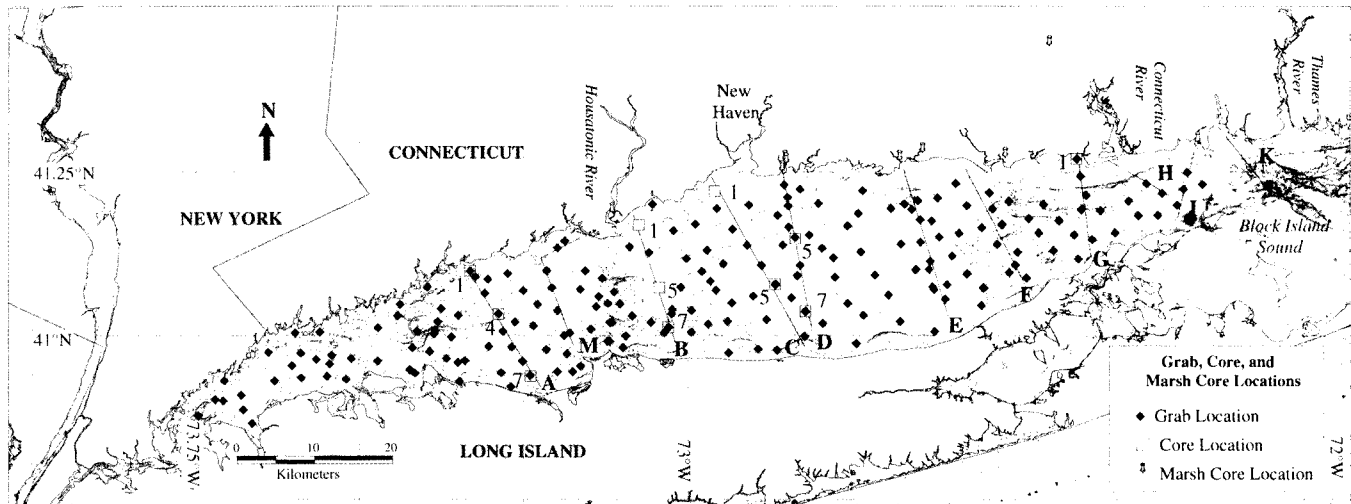 N
41.25°N
41°N
CONNECTICUT
NEW YORK
LONG ISLAND
Housatonic River
New
Haven
Connecticut
River
Thames
River
Block Island
Sound
1
4
7
A
M
1
5
7
B
1
5
C
5
7
D
E
F
1
G
H
I
K
73.75°W
73°W
72°W
0 10 20
Kilometers
Grab, Core, and
Marsh Core Locations
Grab Location
Core Location
Marsh Core Location